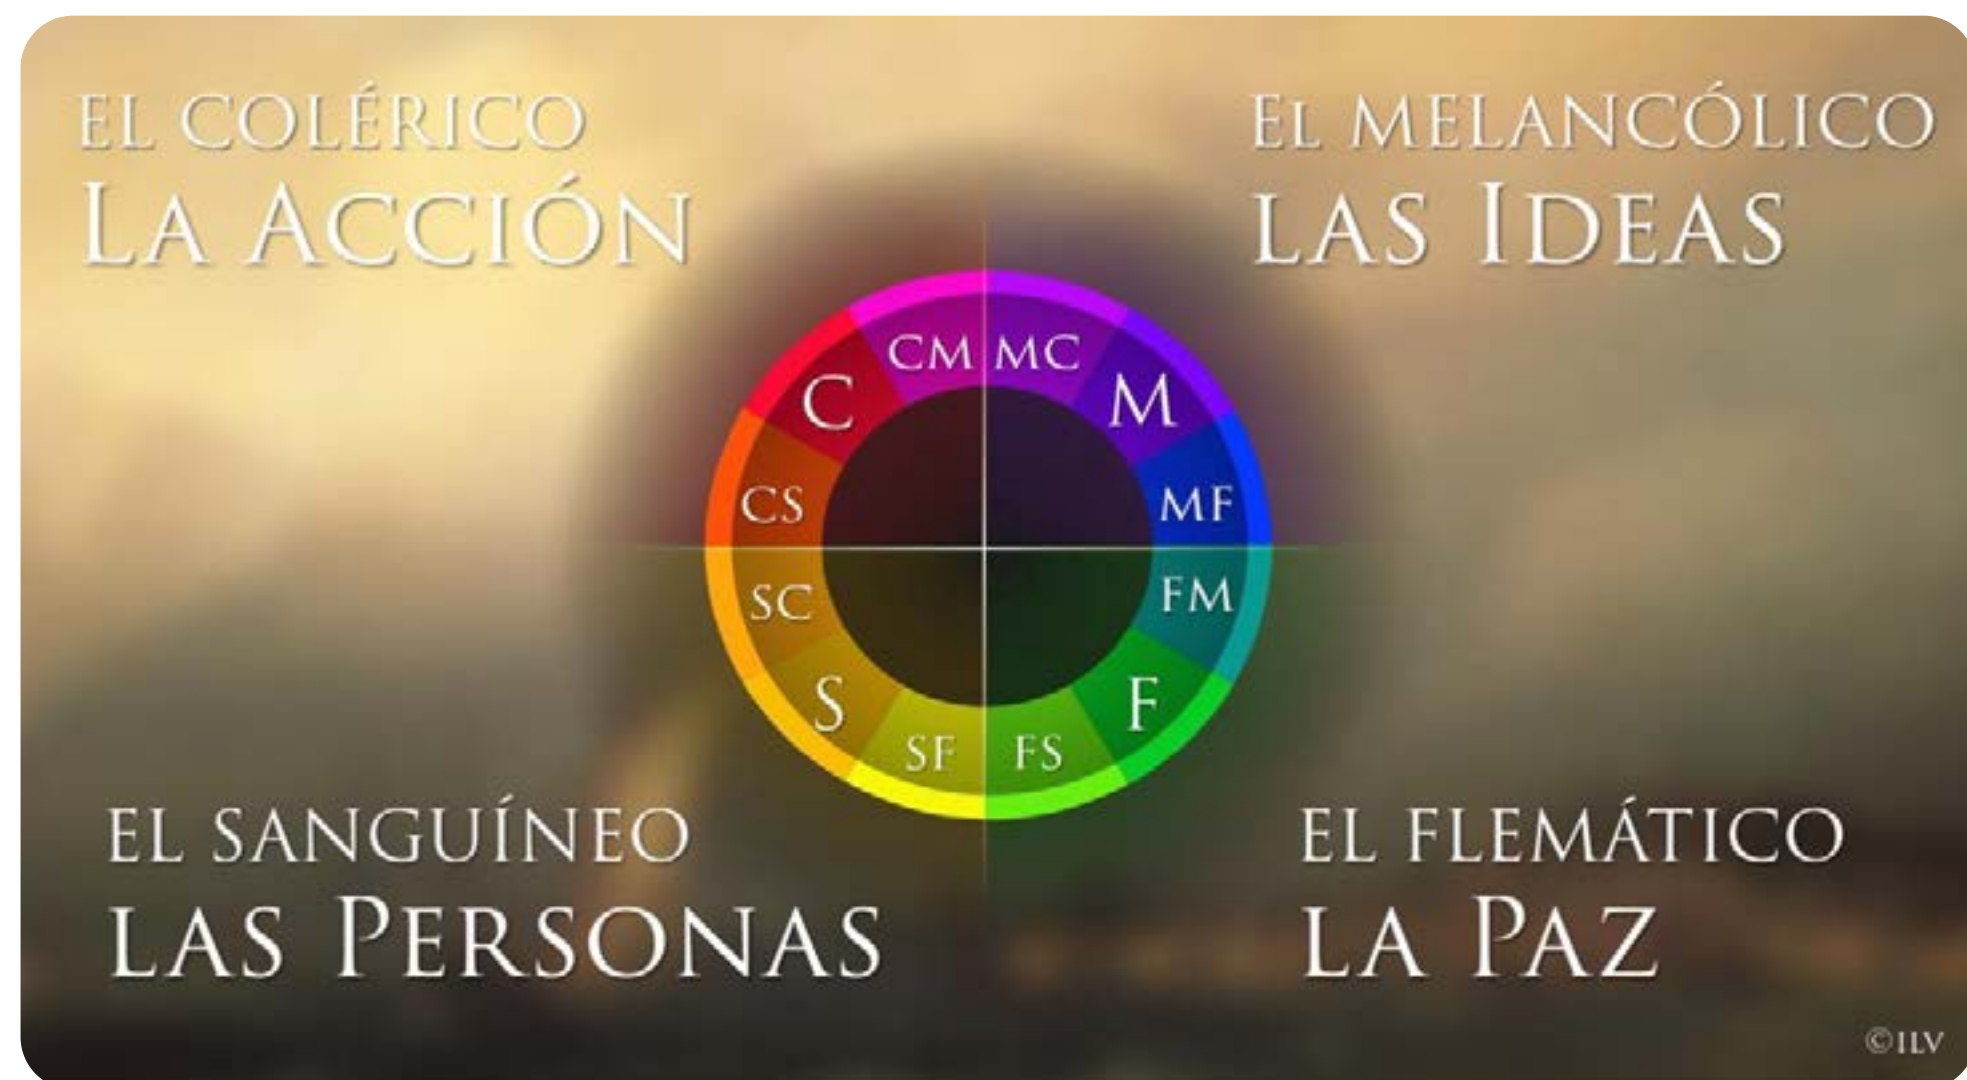 EL COLÉRICO
LA ACCIÓN
EL MELANCÓLICO
LAS IDEAS
CM MC
C M
CS MF
SC FM
S F
SF FS
EL SANGUÍNEO
LAS PERSONAS
EL FLEMÁTICO
LA PAZ
©ILV